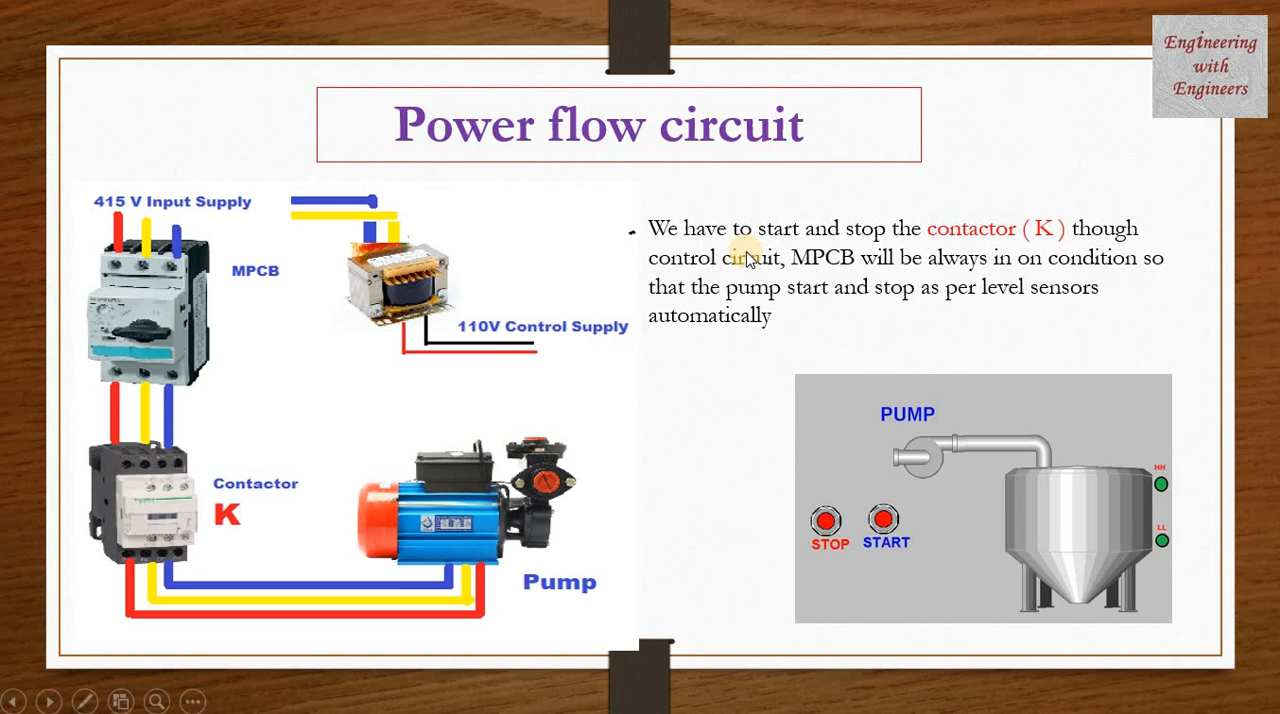 Engineering
with
Engineers
Power flow circuit
415 V Input Supply
MPCB
110V Control Supply
Contactor
K
Pump
We have to start and stop the contactor ( K ) though
control circuit, MPCB will be always in on condition so
that the pump start and stop as per level sensors
automatically
PUMP
HH
LL
STOP
START